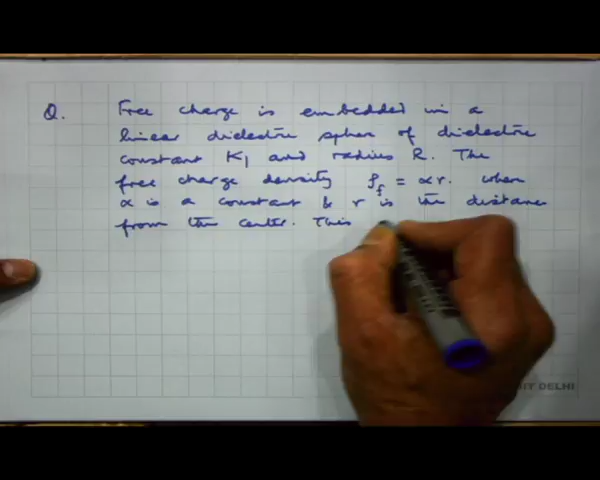 Q. Free charge is embedded in a
linear dielectric sphere of dielectric
constant K₁ and radius R. The
free charge density ρ_f = αr. where
α is a constant & r is the distance
from the center. This
IIT DELHI